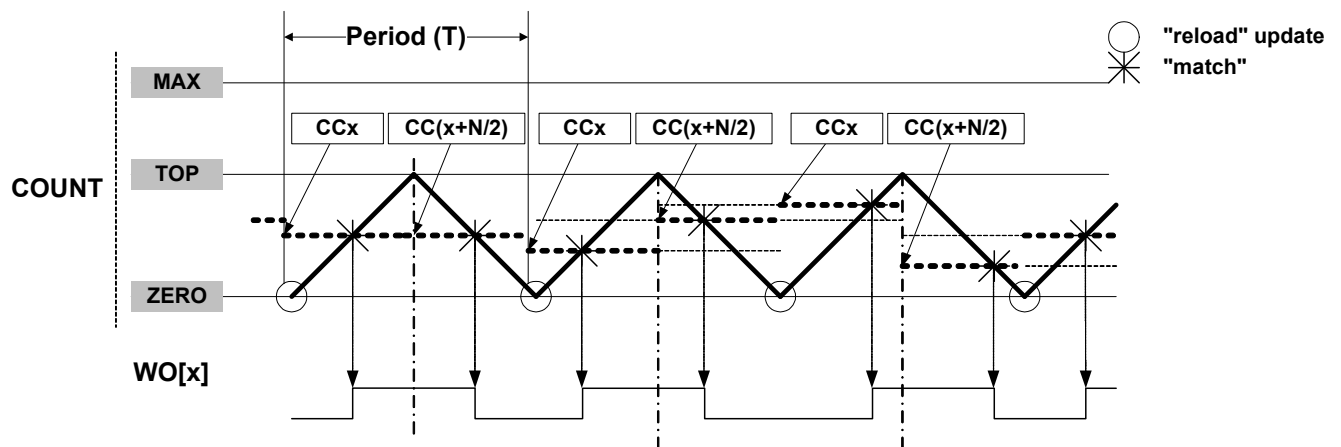 Period (T)
"reload" update
"match"
MAX
CCx
CC(x+N/2)
CCx
CC(x+N/2)
CCx
CC(x+N/2)
TOP
COUNT
ZERO
WO[x]